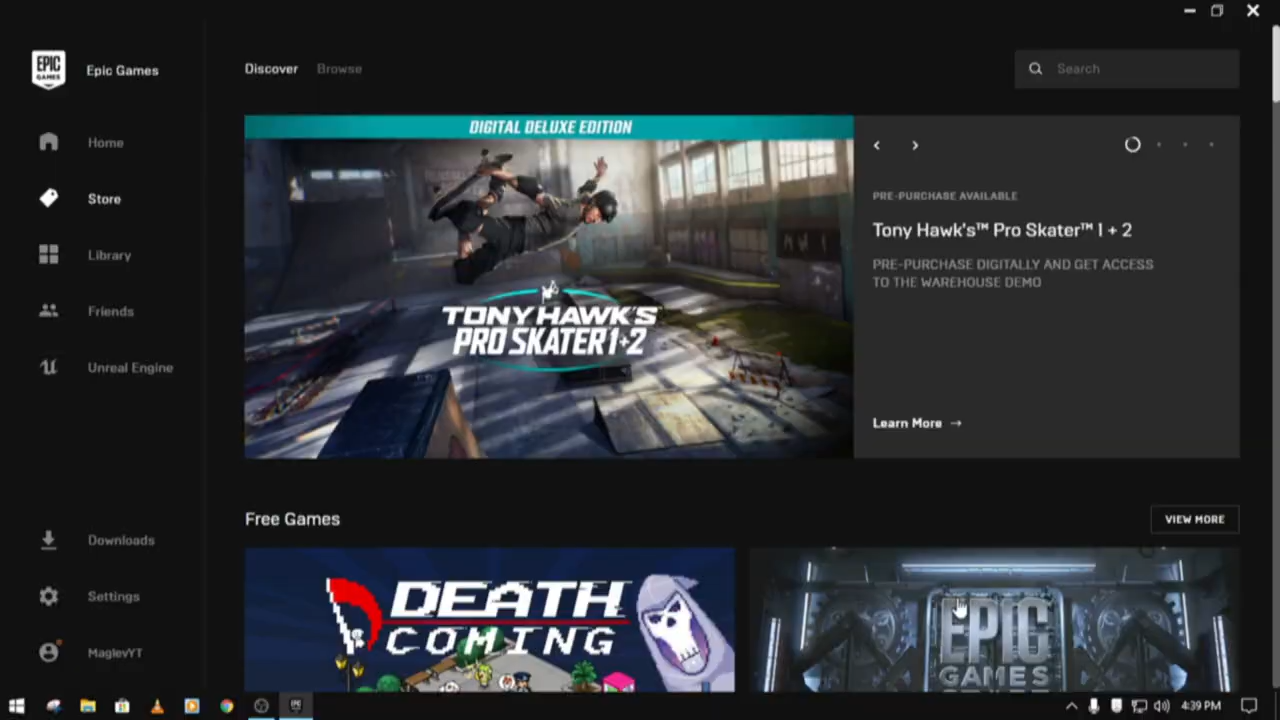 EPIC
GAMES
Epic Games
Home
Store
Library
Friends
Unreal Engine
Downloads
Settings
MaglevYT
Discover
Browse
Search
DIGITAL DELUXE EDITION
TONY HAWK'S
PRO SKATER 1+2
PRE-PURCHASE AVAILABLE
Tony Hawk's™ Pro Skater™ 1 + 2
PRE-PURCHASE DIGITALLY AND GET ACCESS
TO THE WAREHOUSE DEMO
Learn More →
Free Games
VIEW MORE
DEATH
COMING
EPIC
GAMES
4:39 PM